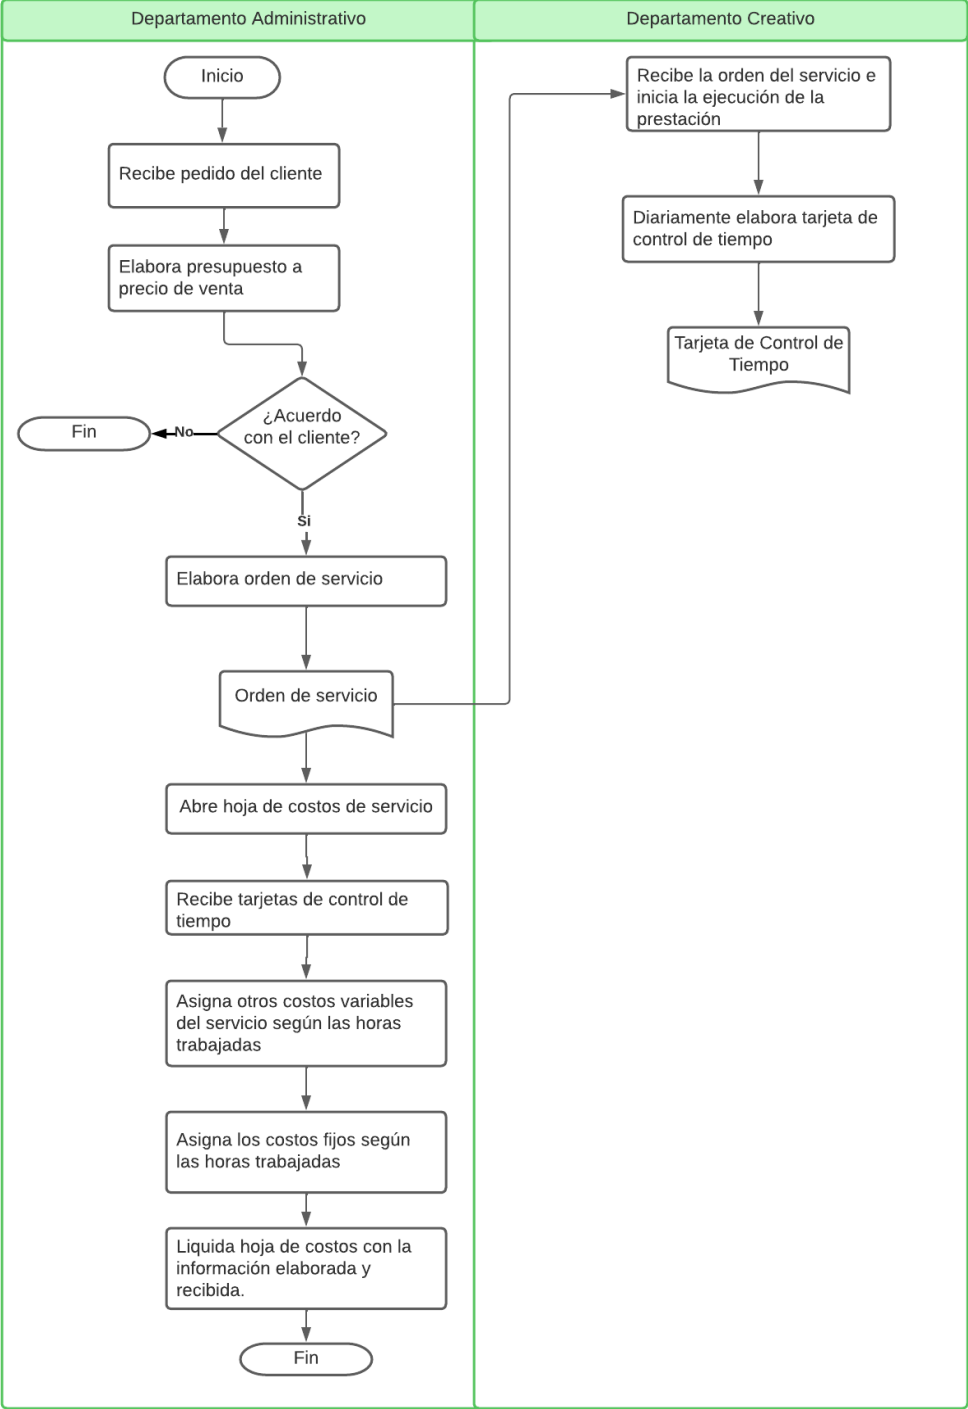 Departamento Administrativo
Inicio
Recibe pedido del cliente
Elabora presupuesto a
precio de venta
¿Acuerdo
con el cliente?
No
Fin
Si
Elabora orden de servicio
Orden de servicio
Abre hoja de costos de servicio
Recibe tarjetas de control de
tiempo
Asigna otros costos variables
del servicio según las horas
trabajadas
Asigna los costos fijos según
las horas trabajadas
Liquida hoja de costos con la
información elaborada y
recibida.
Fin
Departamento Creativo
Recibe la orden del servicio e
inicia la ejecución de la
prestación
Diariamente elabora tarjeta de
control de tiempo
Tarjeta de Control de
Tiempo